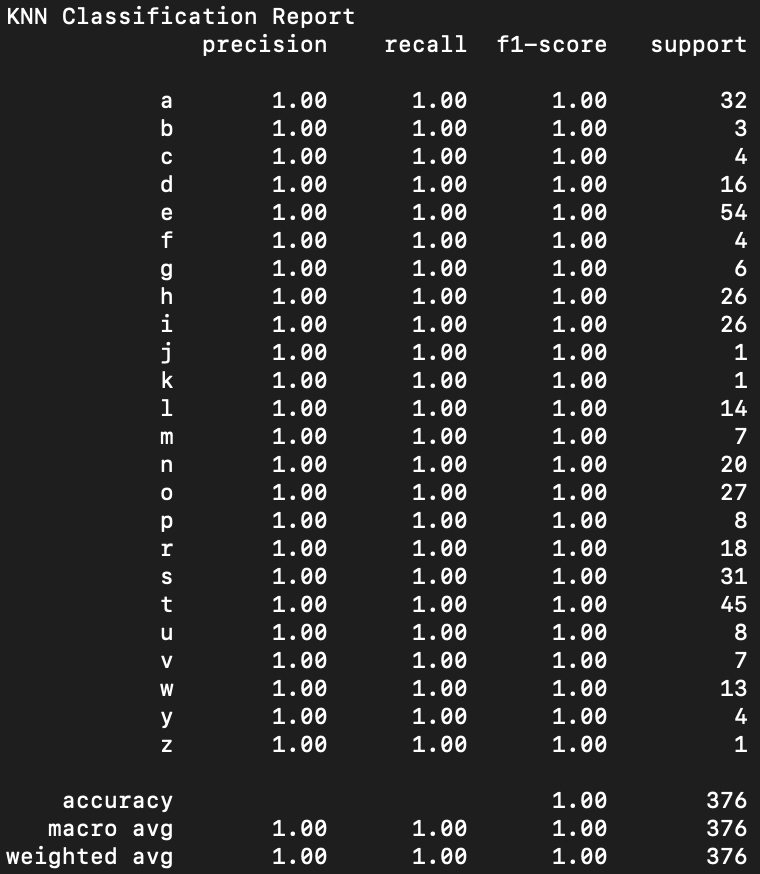 KNN Classification Report
precision recall f1-score support
a 1.00 1.00 1.00 32
b 1.00 1.00 1.00 3
c 1.00 1.00 1.00 4
d 1.00 1.00 1.00 16
e 1.00 1.00 1.00 54
f 1.00 1.00 1.00 4
g 1.00 1.00 1.00 6
h 1.00 1.00 1.00 26
i 1.00 1.00 1.00 26
j 1.00 1.00 1.00 1
k 1.00 1.00 1.00 1
l 1.00 1.00 1.00 14
m 1.00 1.00 1.00 7
n 1.00 1.00 1.00 20
o 1.00 1.00 1.00 27
p 1.00 1.00 1.00 8
r 1.00 1.00 1.00 18
s 1.00 1.00 1.00 31
t 1.00 1.00 1.00 45
u 1.00 1.00 1.00 8
v 1.00 1.00 1.00 7
w 1.00 1.00 1.00 13
y 1.00 1.00 1.00 4
z 1.00 1.00 1.00 1
accuracy 1.00 376
macro avg 1.00 1.00 1.00 376
weighted avg 1.00 1.00 1.00 376